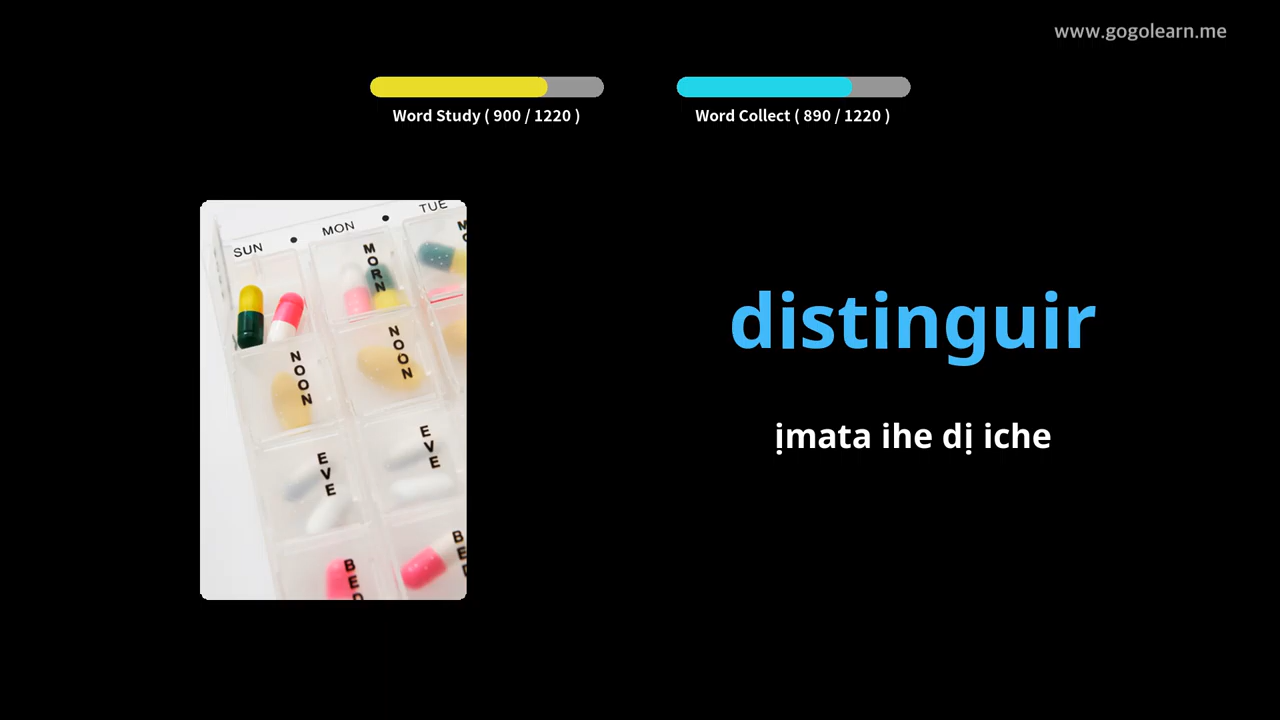 www.gogolearn.me
Word Study ( 900 / 1220 )
Word Collect ( 890 / 1220 )
SUN • MON • TUE
MORN
NOON
NOON
EVE
EVE
BED
distinguir
ịmata ihe dị iche